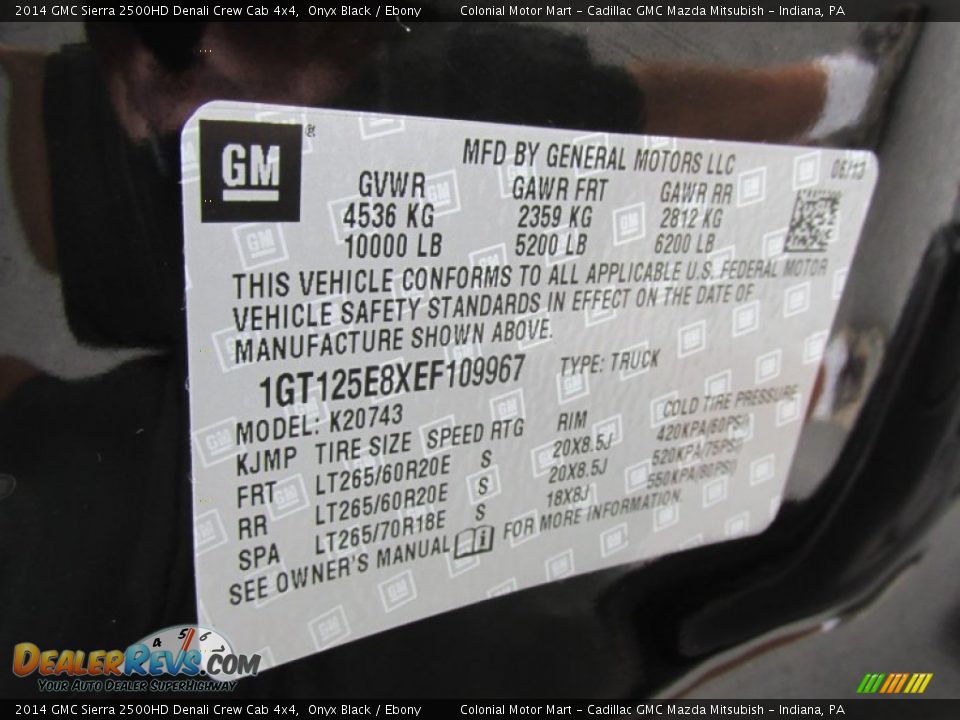 2014 GMC Sierra 2500HD Denali Crew Cab 4x4, Onyx Black / Ebony Colonial Motor Mart - Cadillac GMC Mazda Mitsubish - Indiana, PA
GM®
MFD BY GENERAL MOTORS LLC 06/13
GVWR GAWR FRT GAWR RR
4536 KG 2359 KG 2812 KG
10000 LB 5200 LB 6200 LB
THIS VEHICLE CONFORMS TO ALL APPLICABLE U.S. FEDERAL MOTOR
VEHICLE SAFETY STANDARDS IN EFFECT ON THE DATE OF
MANUFACTURE SHOWN ABOVE.
1GT125E8XEF109967 TYPE: TRUCK
MODEL: K20743
KJMP TIRE SIZE SPEED RTG RIM COLD TIRE PRESSURE
FRT LT265/60R20E S 20X8.5J 420KPA/60PSI
RR LT265/60R20E S 20X8.5J 520KPA/75PSI
SPA LT265/70R18E S 18X8J 550KPA/80PSI
SEE OWNER'S MANUAL FOR MORE INFORMATION.
4 5 6
DEALERREVS.COM
YOUR AUTO DEALER SUPERHIGHWAY
2014 GMC Sierra 2500HD Denali Crew Cab 4x4, Onyx Black / Ebony Colonial Motor Mart - Cadillac GMC Mazda Mitsubish - Indiana, PA